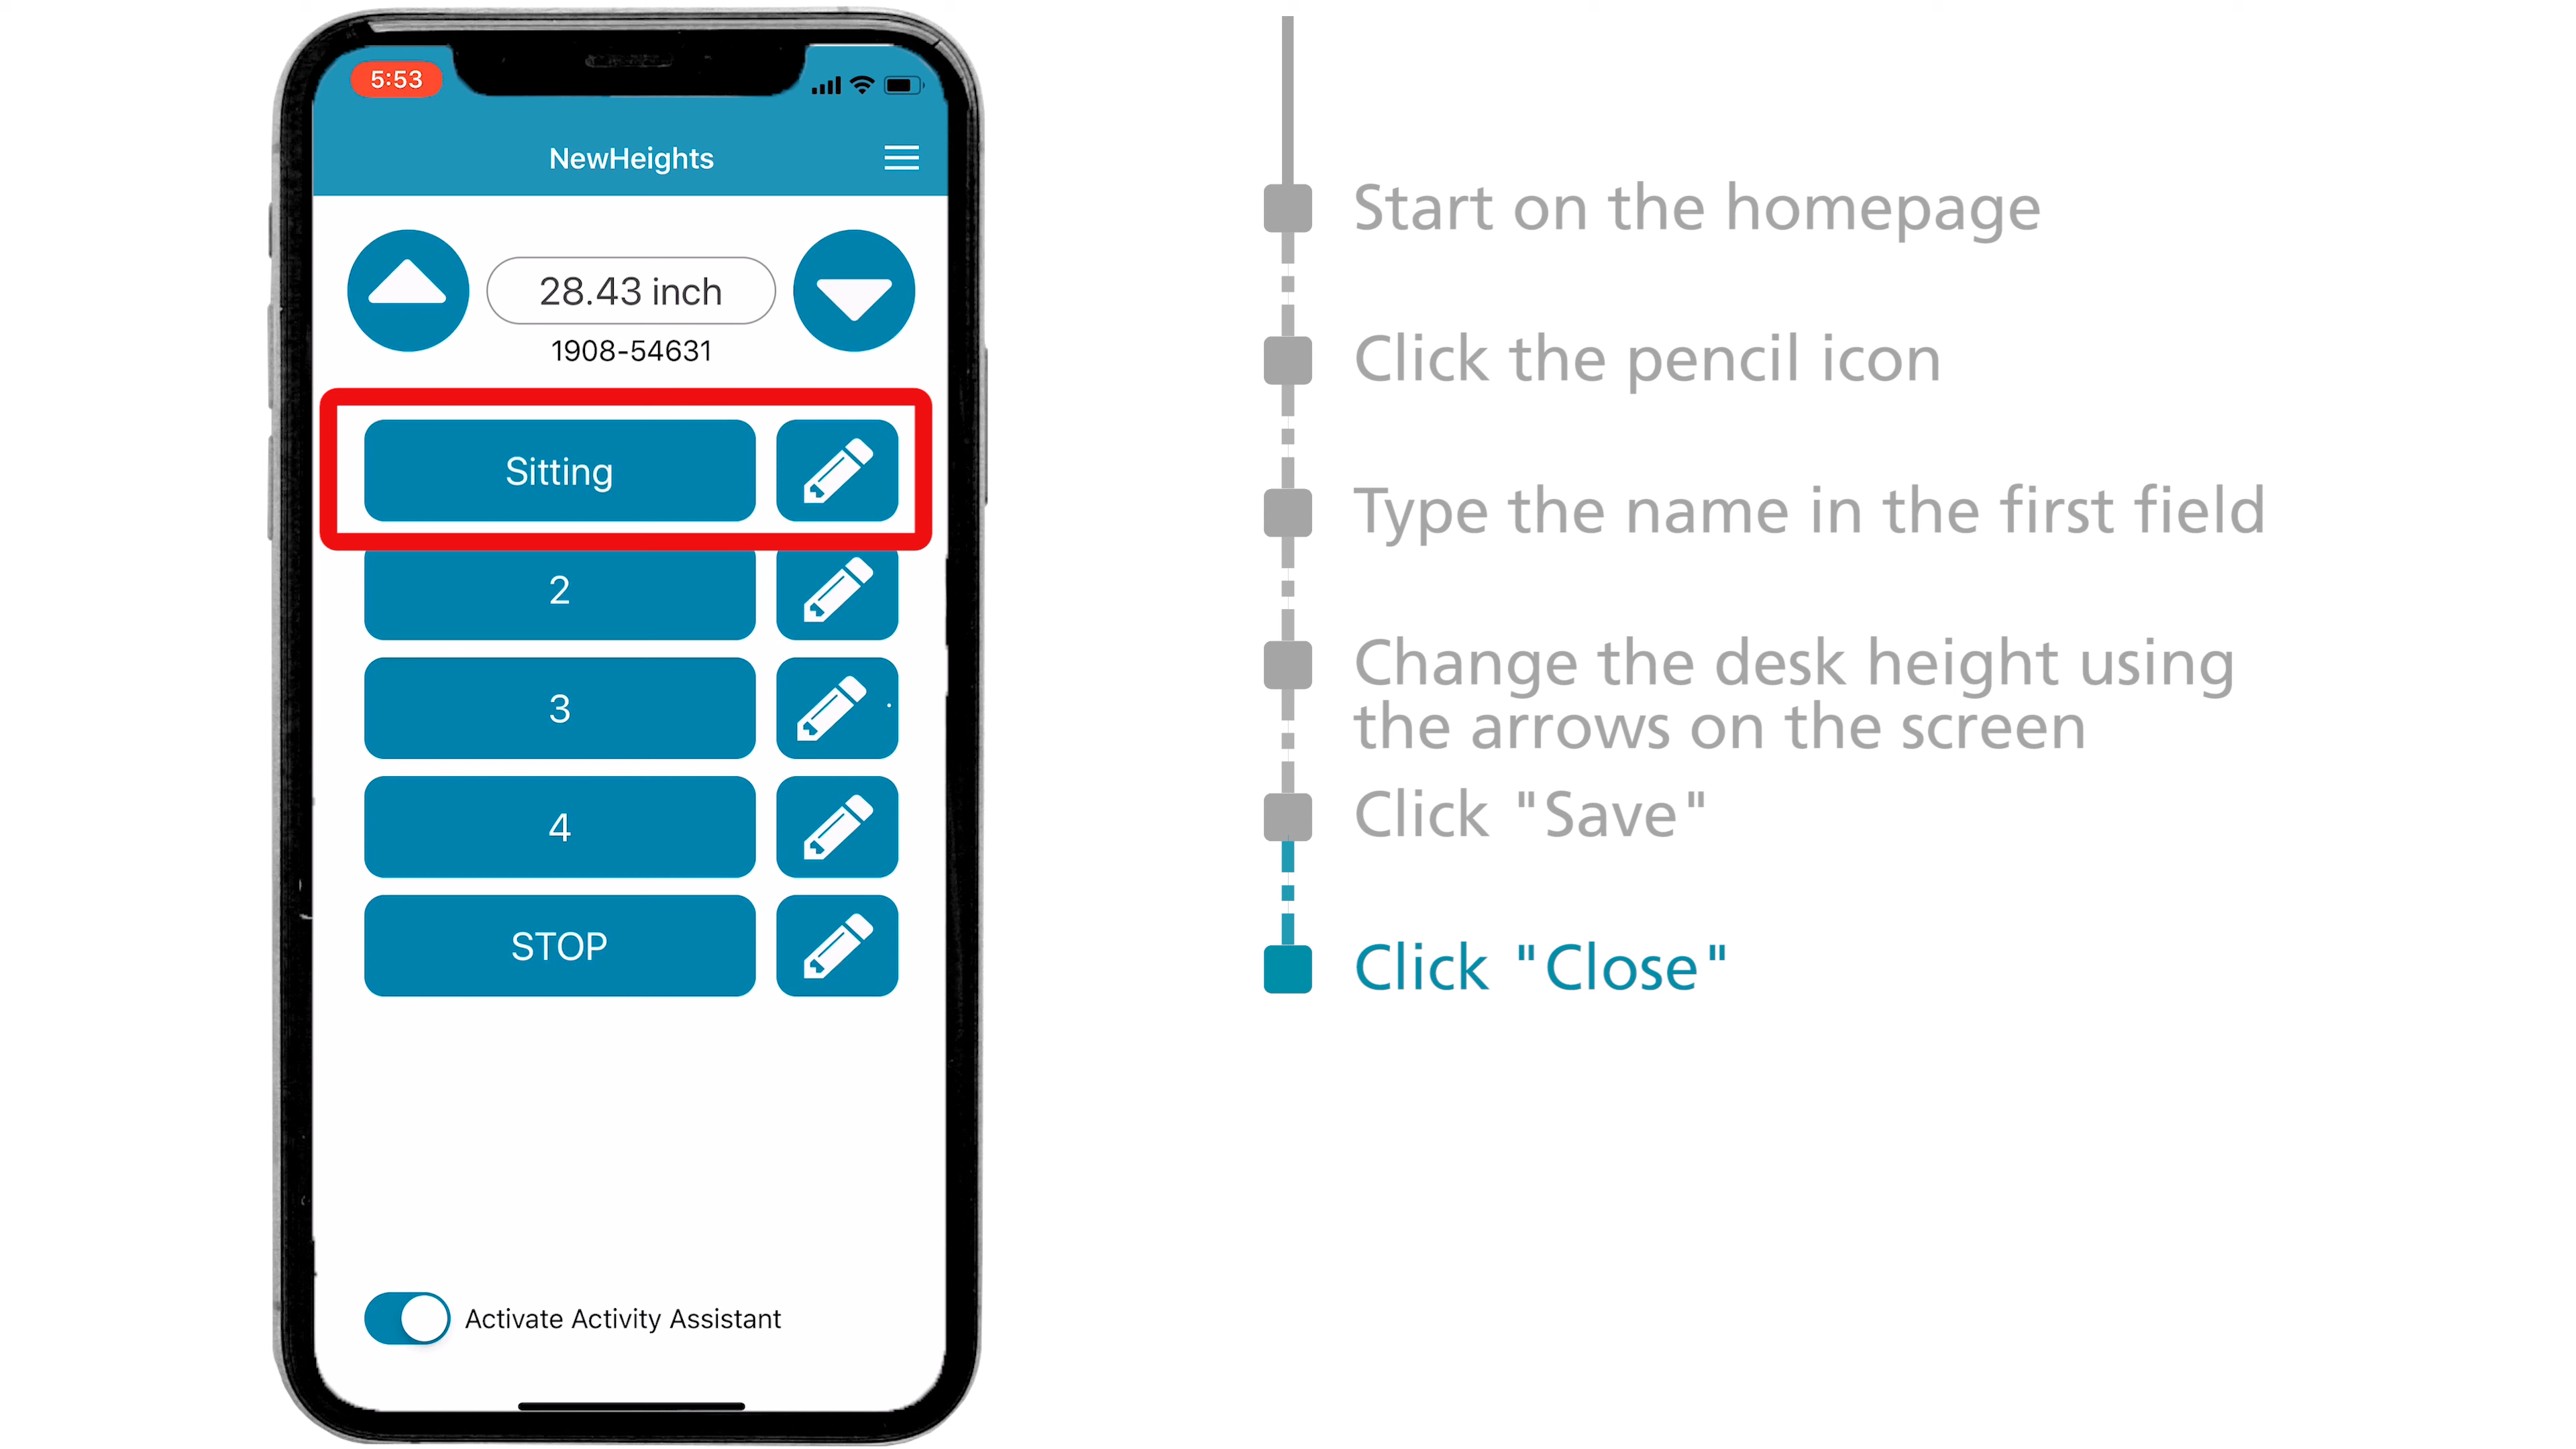 5:53
NewHeights
28.43 inch
1908-54631
Sitting
2
3
4
STOP
Activate Activity Assistant
Start on the homepage
Click the pencil icon
Type the name in the first field
Change the desk height using
the arrows on the screen
Click "Save"
Click "Close"